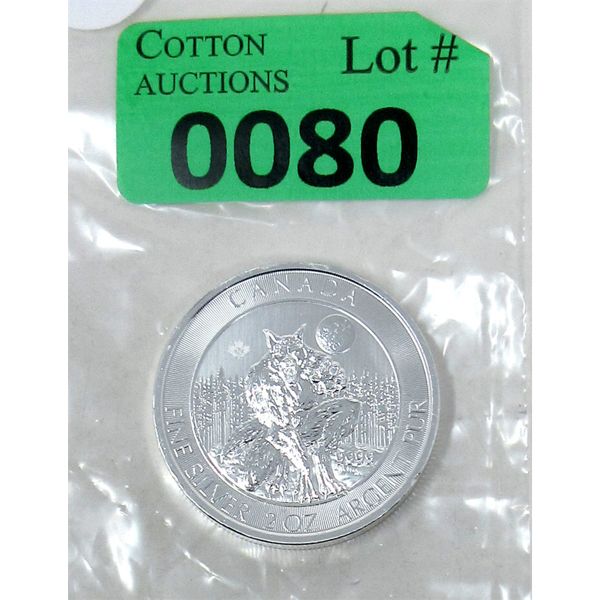 COTTON
AUCTIONS
Lot #
0080
CANADA
FINE SILVER 2 OZ ARGENT PUR